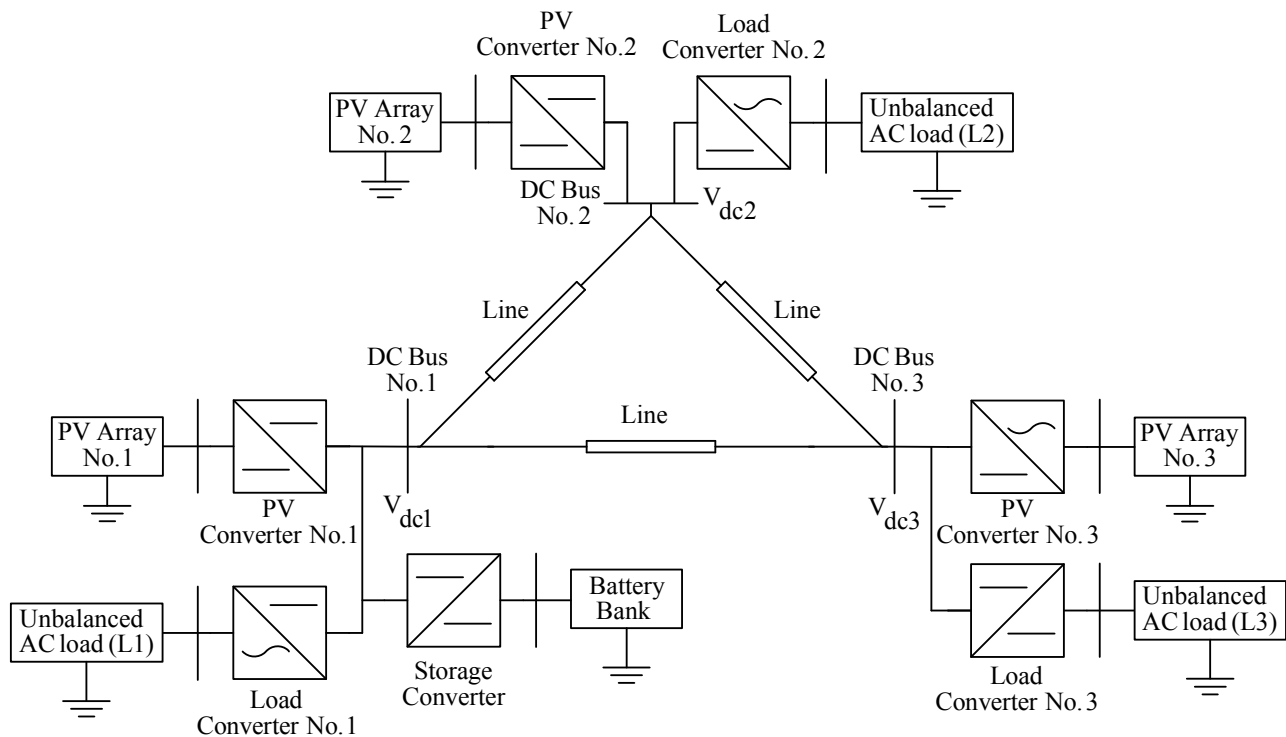 PV
Converter No.2
Load
Converter No.2
PV Array
No. 2
Unbalanced
AC load (L2)
DC Bus
No. 2
Vdc2
Line
Line
DC Bus
No.1
DC Bus
No. 3
Line
PV Array
No.1
PV Array
No. 3
Vdc1
Vdc3
PV
Converter No.1
PV
Converter No. 3
Unbalanced
AC load (L1)
Battery
Bank
Unbalanced
AC load (L3)
Storage
Converter
Load
Converter No.1
Load
Converter No.3